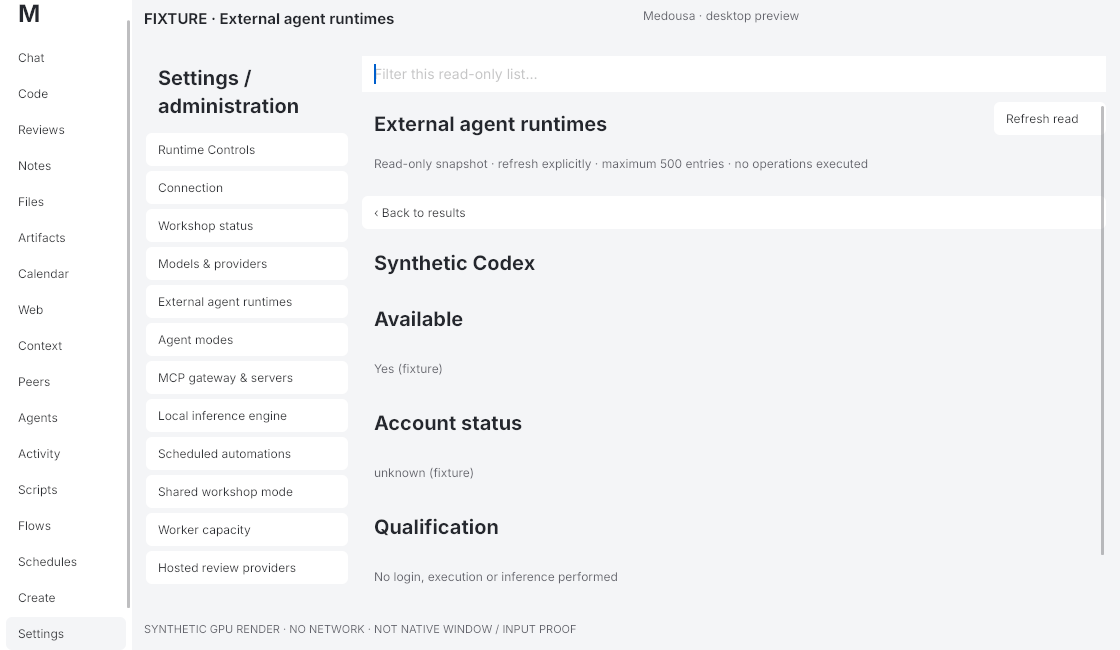 M
Chat
Code
Reviews
Notes
Files
Artifacts
Calendar
Web
Context
Peers
Agents
Activity
Scripts
Flows
Schedules
Create
Settings
FIXTURE · External agent runtimes
Medousa · desktop preview
Settings /
administration
Runtime Controls
Connection
Workshop status
Models & providers
External agent runtimes
Agent modes
MCP gateway & servers
Local inference engine
Scheduled automations
Shared workshop mode
Worker capacity
Hosted review providers
Filter this read-only list...
External agent runtimes
Refresh read
Read-only snapshot · refresh explicitly · maximum 500 entries · no operations executed
‹ Back to results
Synthetic Codex
Available
Yes (fixture)
Account status
unknown (fixture)
Qualification
No login, execution or inference performed
SYNTHETIC GPU RENDER · NO NETWORK · NOT NATIVE WINDOW / INPUT PROOF